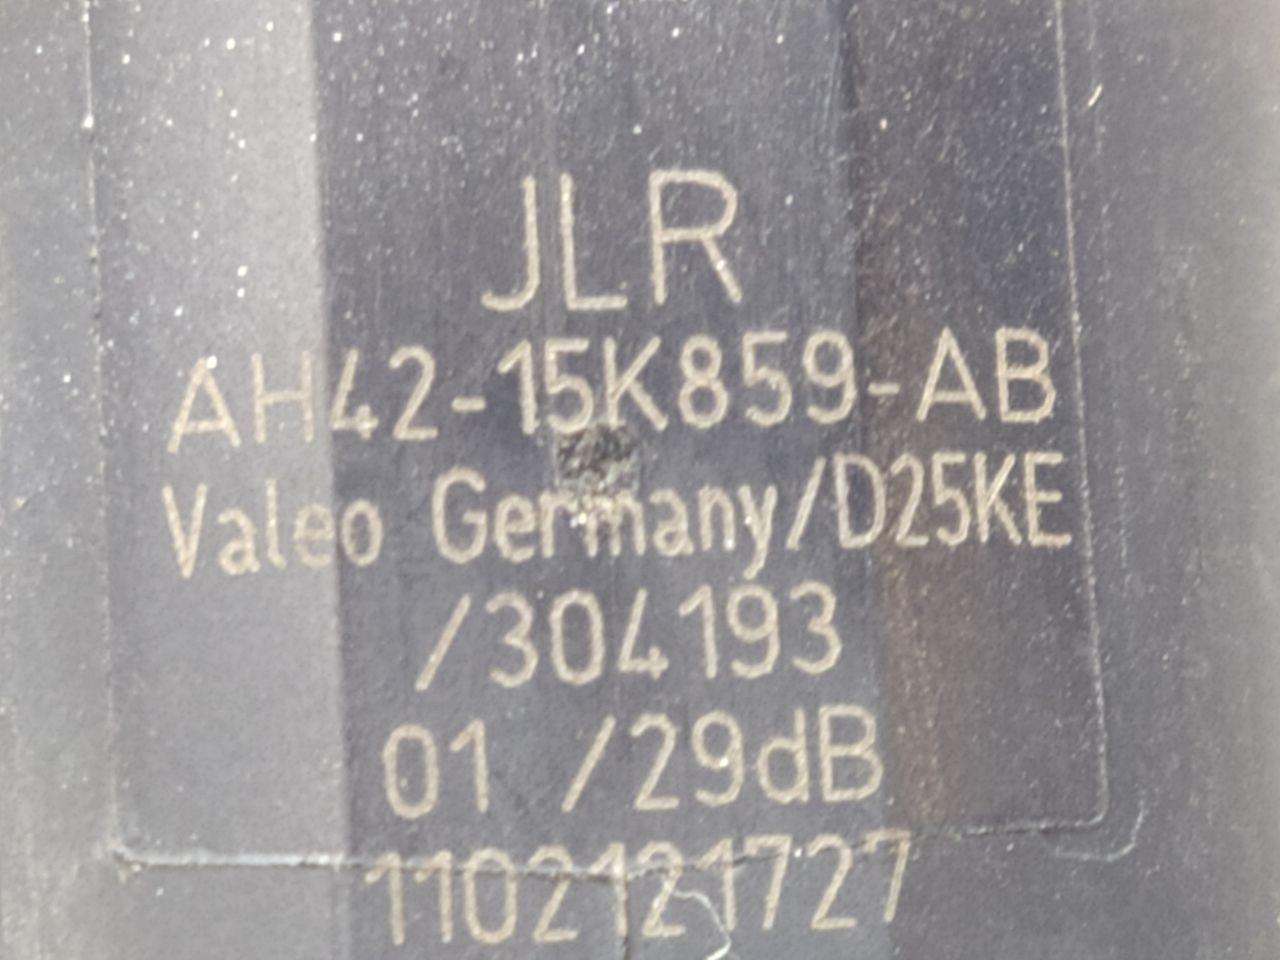 JLR
AH42-15K859-AB
Valeo Germany/D25KE
/304193
01 /29dB
1102121727